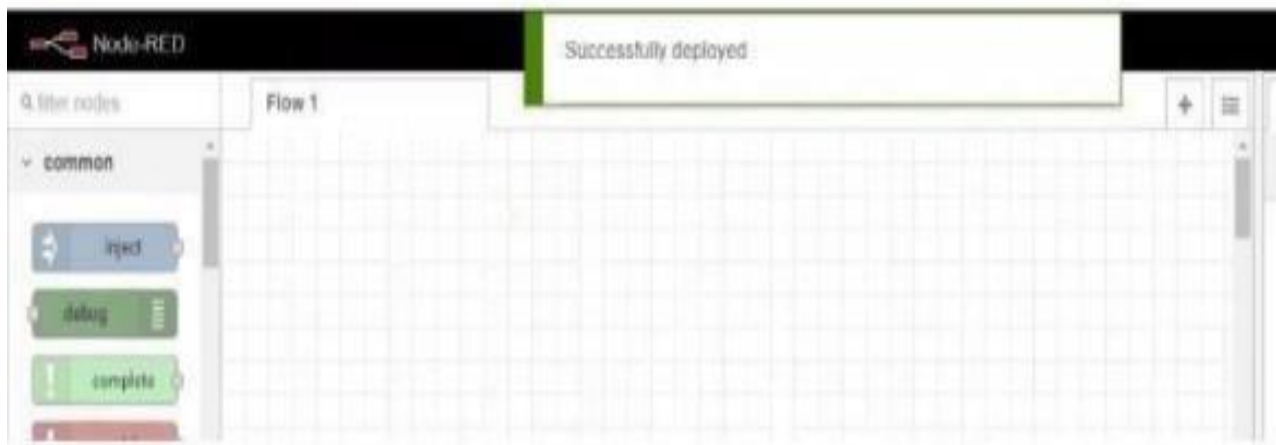 Node-RED
Successfully deployed
filter nodes
Flow 1
common
inject
debug
complete